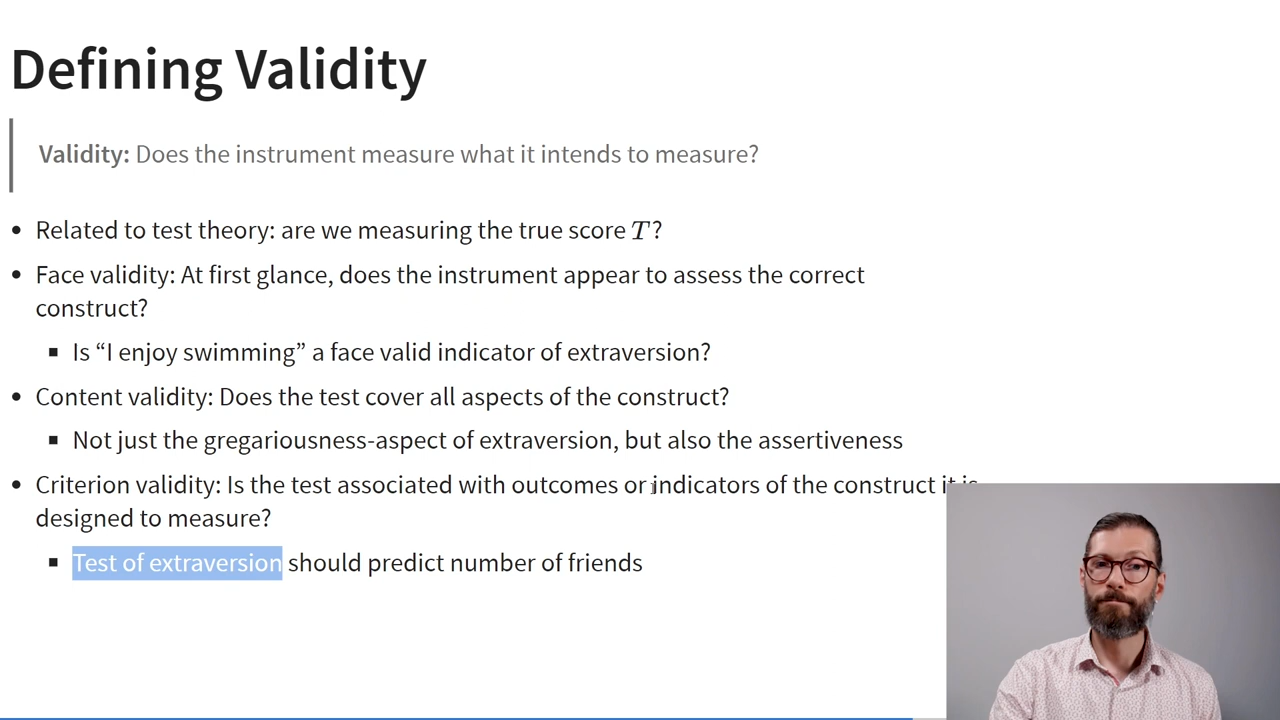 Defining Validity
Validity: Does the instrument measure what it intends to measure?
• Related to test theory: are we measuring the true score T?
• Face validity: At first glance, does the instrument appear to assess the correct
construct?
▪ Is “I enjoy swimming” a face valid indicator of extraversion?
• Content validity: Does the test cover all aspects of the construct?
▪ Not just the gregariousness-aspect of extraversion, but also the assertiveness
• Criterion validity: Is the test associated with outcomes or indicators of the construct it is
designed to measure?
▪ Test of extraversion should predict number of friends